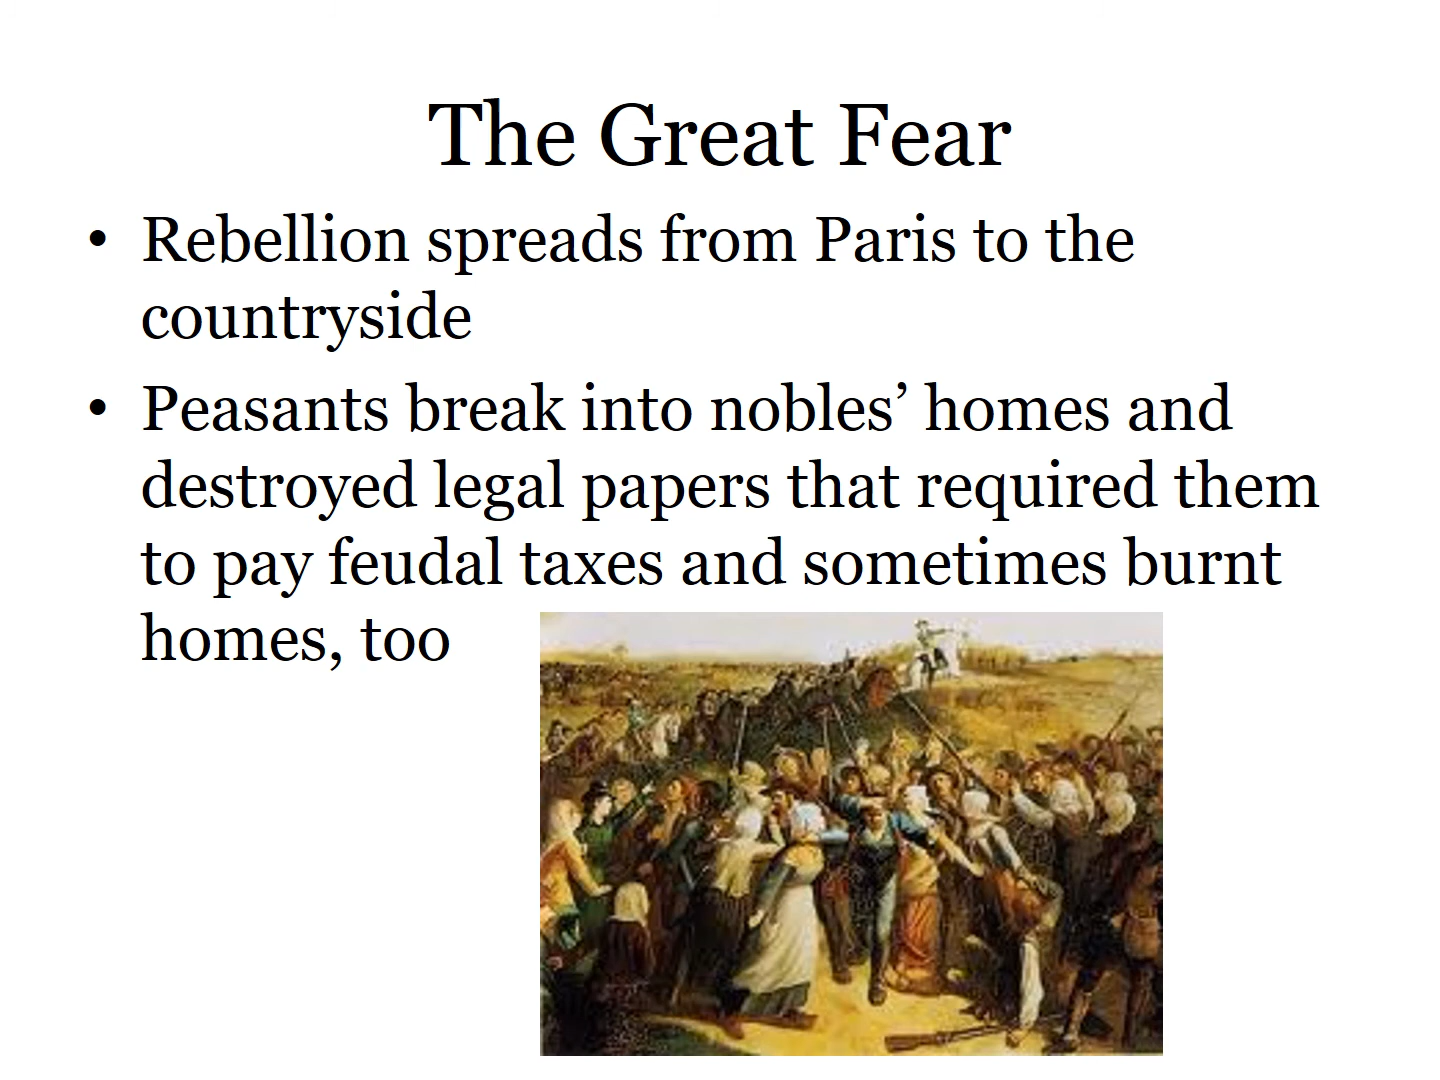 The Great Fear
• Rebellion spreads from Paris to the
countryside
• Peasants break into nobles’ homes and
destroyed legal papers that required them
to pay feudal taxes and sometimes burnt
homes, too